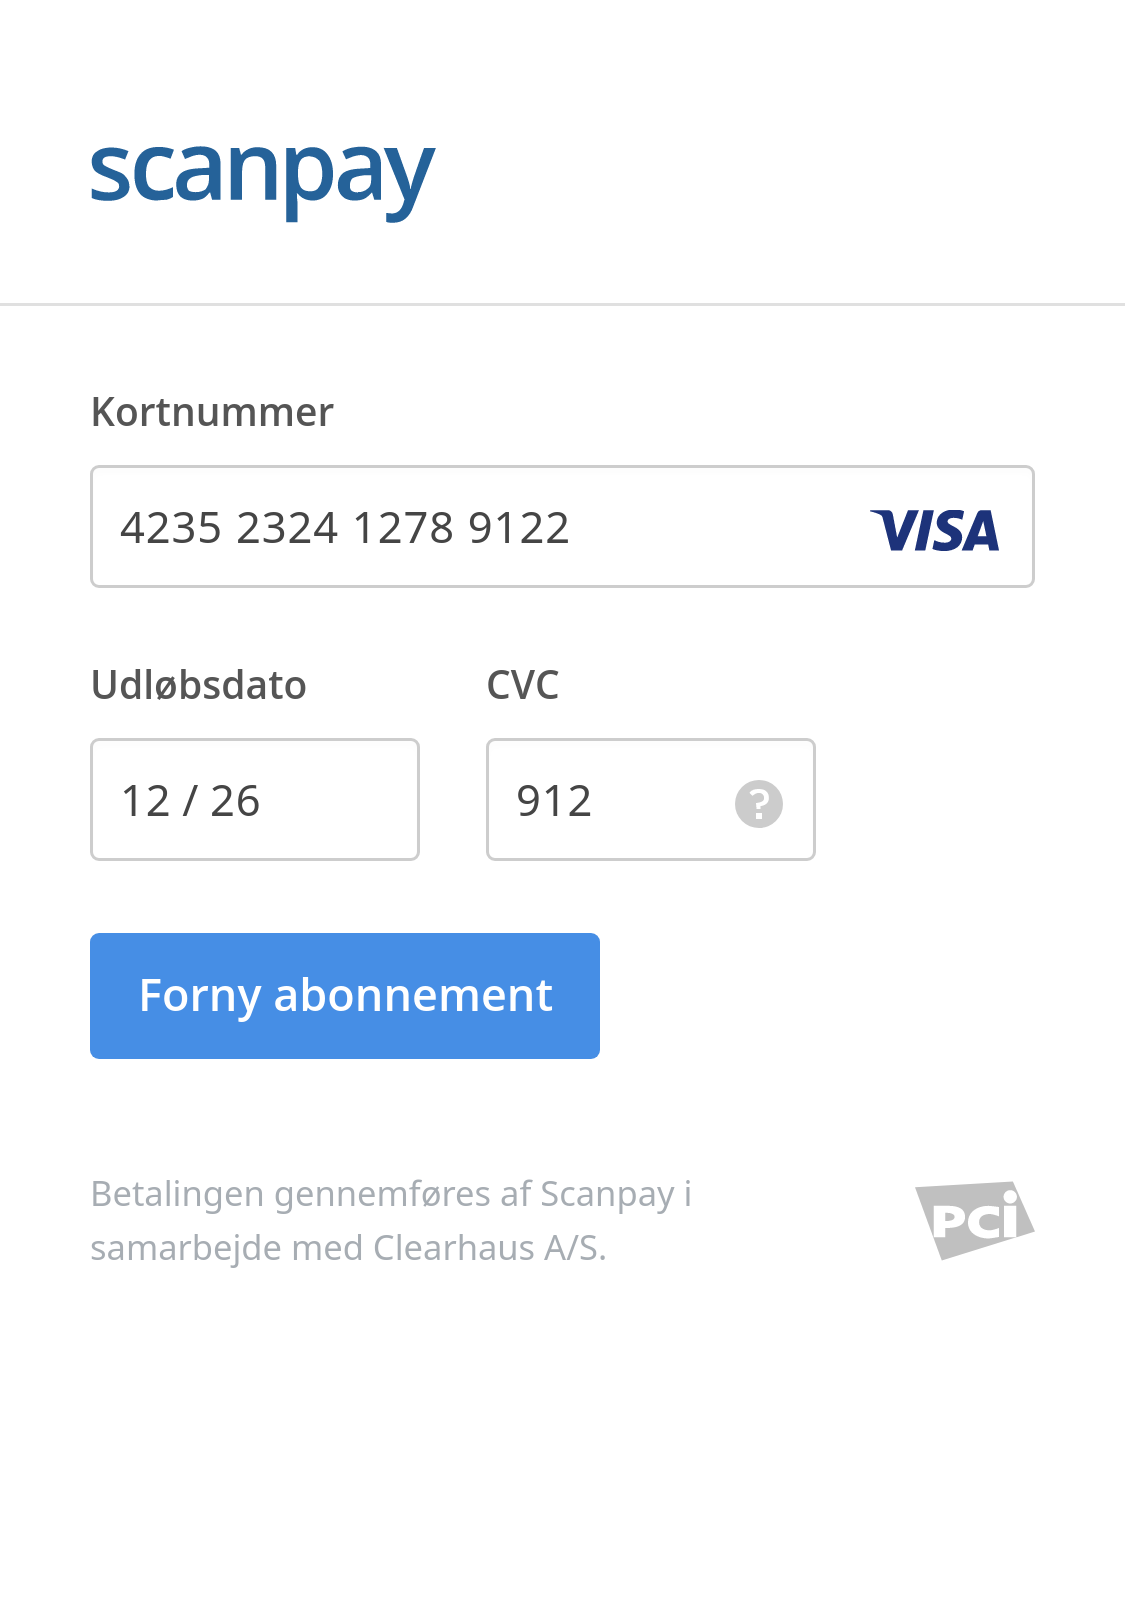 scanpay
Kortnummer
4235 2324 1278 9122
VISA
Udløbsdato
CVC
12 / 26
912
?
Forny abonnement
Betalingen gennemføres af Scanpay i
samarbejde med Clearhaus A/S.
PCi